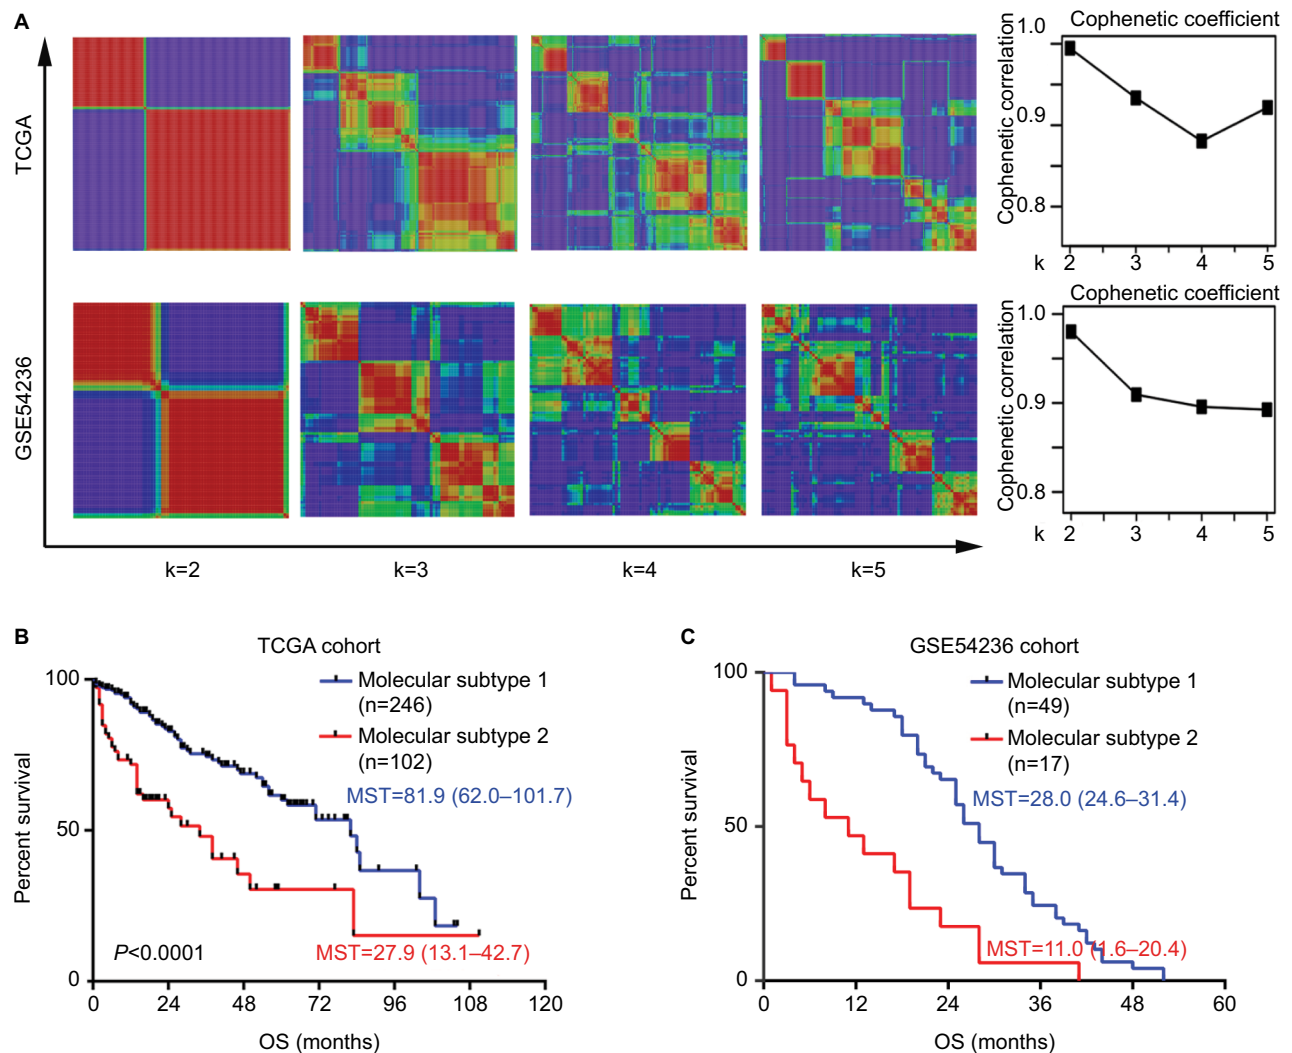 A
TCGA
GSE54236
k=2
k=3
k=4
k=5
Cophenetic coefficient
Cophenetic correlation
1.0
0.9
0.8
k 2 3 4 5
Cophenetic coefficient
Cophenetic correlation
1.0
0.9
0.8
k 2 3 4 5
B
TCGA cohort
Molecular subtype 1
(n=246)
Molecular subtype 2
(n=102)
MST=81.9 (62.0–101.7)
MST=27.9 (13.1–42.7)
P<0.0001
Percent survival
100
50
0
0 24 48 72 96 108 120
OS (months)
C
GSE54236 cohort
Molecular subtype 1
(n=49)
Molecular subtype 2
(n=17)
MST=28.0 (24.6–31.4)
MST=11.0 (1.6–20.4)
Percent survival
100
50
0
0 12 24 36 48 60
OS (months)